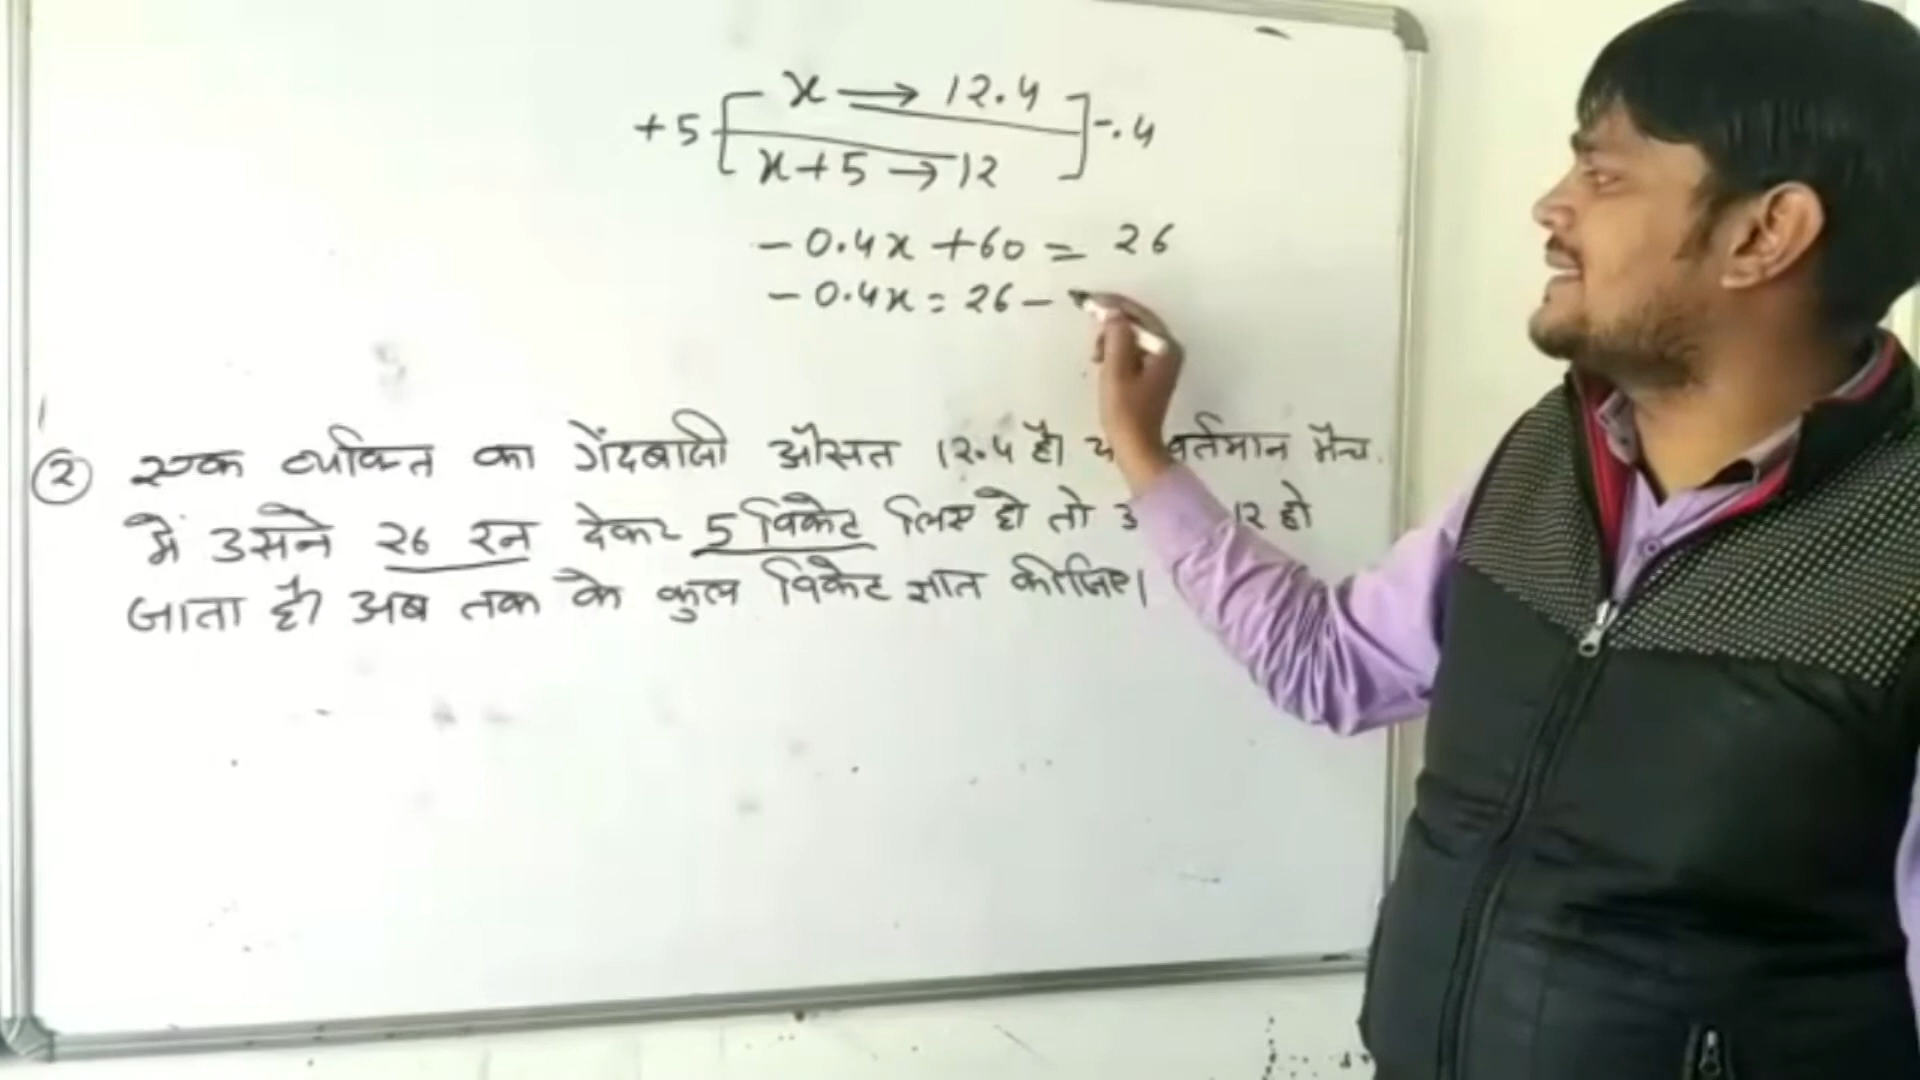 x → 12.4
+5 -.4
x+5 → 12
- 0.4x + 60 = 26
- 0.4x = 26 -
② एक व्यक्ति का गेंदबाजी औसत 12.4 है। वर्तमान मैच
में उसने 26 रन देकर 5 विकेट लिए हो तो 12 हो
जाता है। अब तक के कुल विकेट ज्ञात कीजिए।